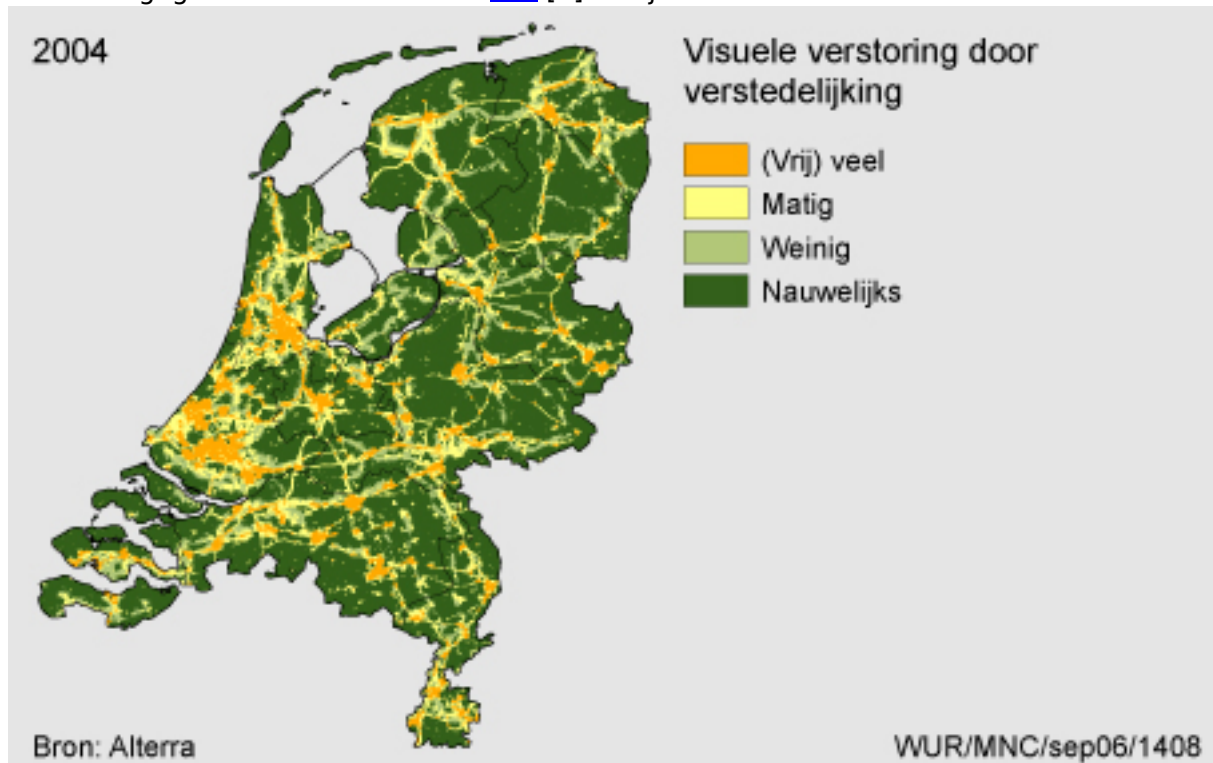 2004
Visuele verstoring door
verstedelijking
(Vrij) veel
Matig
Weinig
Nauwelijks
Bron: Alterra
WUR/MNC/sep06/1408